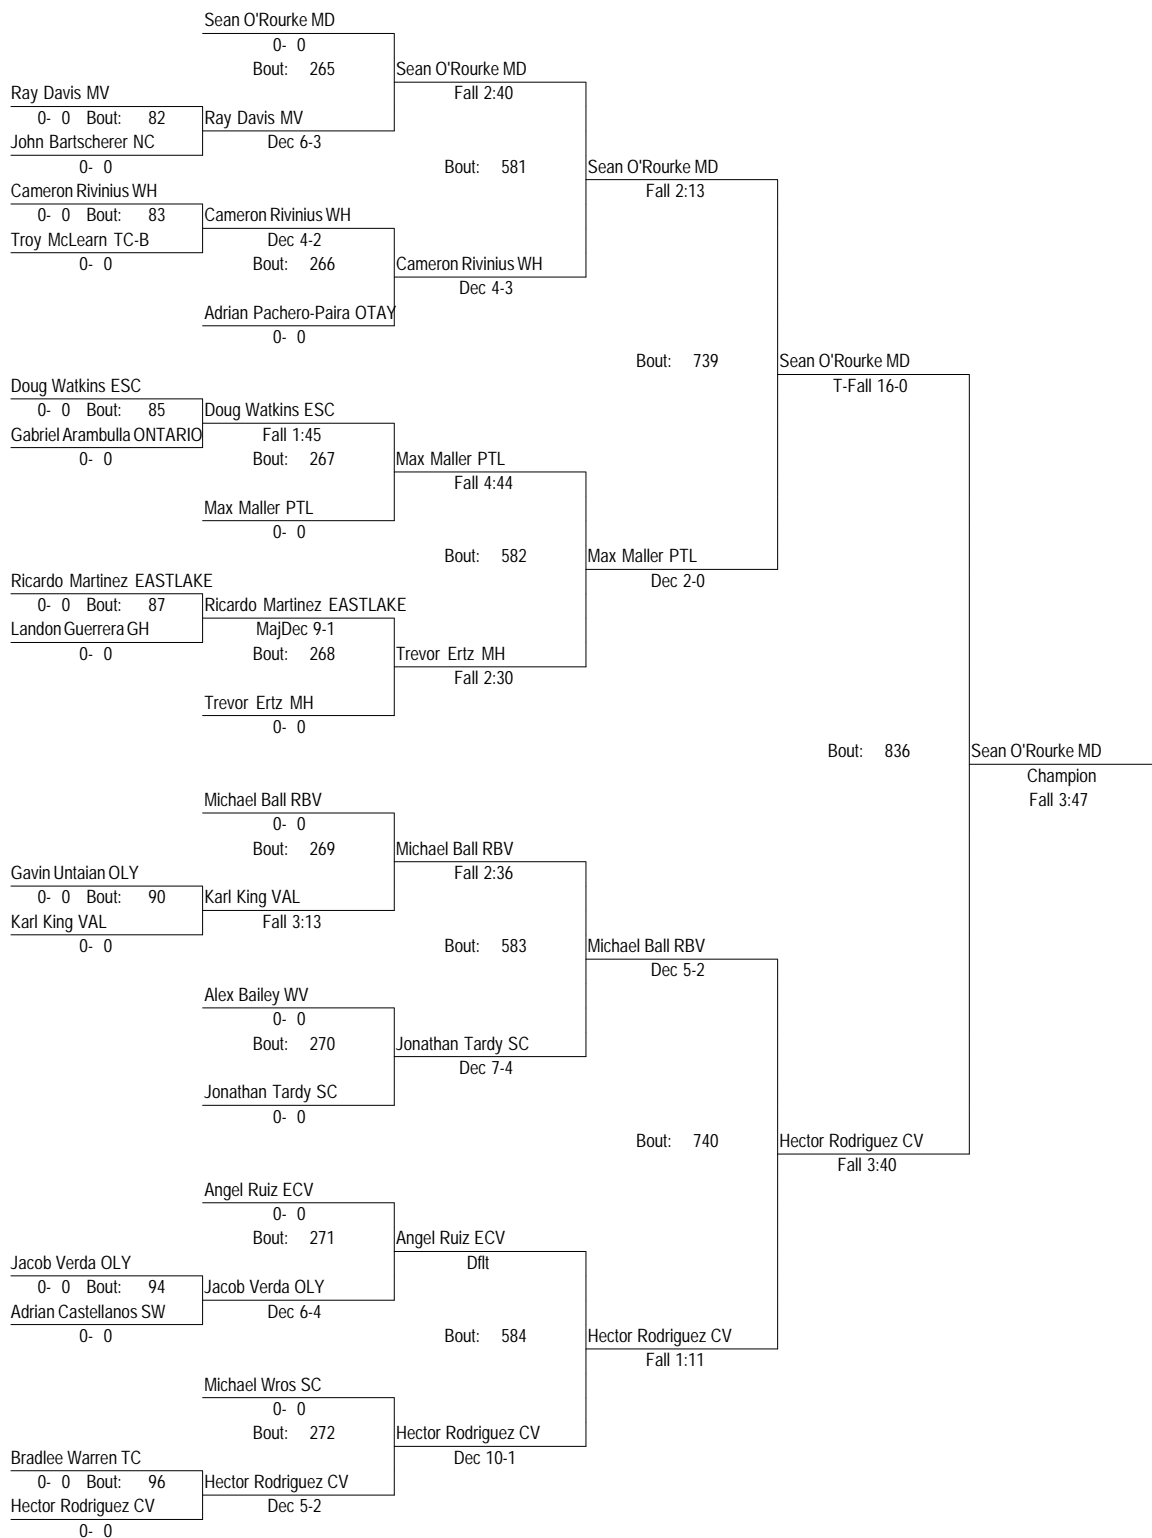 Sean O'Rourke MD
0- 0
Bout: 265
Sean O'Rourke MD
Fall 2:40
Ray Davis MV
0- 0 Bout: 82
Ray Davis MV
John Bartscherer NC
Dec 6-3
0- 0
Bout: 581
Sean O'Rourke MD
Fall 2:13
Cameron Rivinius WH
0- 0 Bout: 83
Cameron Rivinius WH
Troy McLearn TC-B
Dec 4-2
0- 0
Bout: 266
Cameron Rivinius WH
Dec 4-3
Adrian Pachero-Paira OTAY
0- 0
Bout: 739
Sean O'Rourke MD
T-Fall 16-0
Doug Watkins ESC
0- 0 Bout: 85
Doug Watkins ESC
Gabriel Arambulla ONTARIO
Fall 1:45
0- 0
Bout: 267
Max Maller PTL
Fall 4:44
Max Maller PTL
0- 0
Bout: 582
Max Maller PTL
Dec 2-0
Ricardo Martinez EASTLAKE
0- 0 Bout: 87
Ricardo Martinez EASTLAKE
Landon Guerrera GH
MajDec 9-1
0- 0
Bout: 268
Trevor Ertz MH
Fall 2:30
Trevor Ertz MH
0- 0
Bout: 836
Sean O'Rourke MD
Champion
Fall 3:47
Michael Ball RBV
0- 0
Bout: 269
Michael Ball RBV
Fall 2:36
Gavin Untaian OLY
0- 0 Bout: 90
Karl King VAL
Karl King VAL
Fall 3:13
0- 0
Bout: 583
Michael Ball RBV
Dec 5-2
Alex Bailey WV
0- 0
Bout: 270
Jonathan Tardy SC
Dec 7-4
Jonathan Tardy SC
0- 0
Bout: 740
Hector Rodriguez CV
Fall 3:40
Angel Ruiz ECV
0- 0
Bout: 271
Angel Ruiz ECV
Dflt
Jacob Verda OLY
0- 0 Bout: 94
Jacob Verda OLY
Adrian Castellanos SW
Dec 6-4
0- 0
Bout: 584
Hector Rodriguez CV
Fall 1:11
Michael Wros SC
0- 0
Bout: 272
Hector Rodriguez CV
Dec 10-1
Bradlee Warren TC
0- 0 Bout: 96
Hector Rodriguez CV
Hector Rodriguez CV
Dec 5-2
0- 0